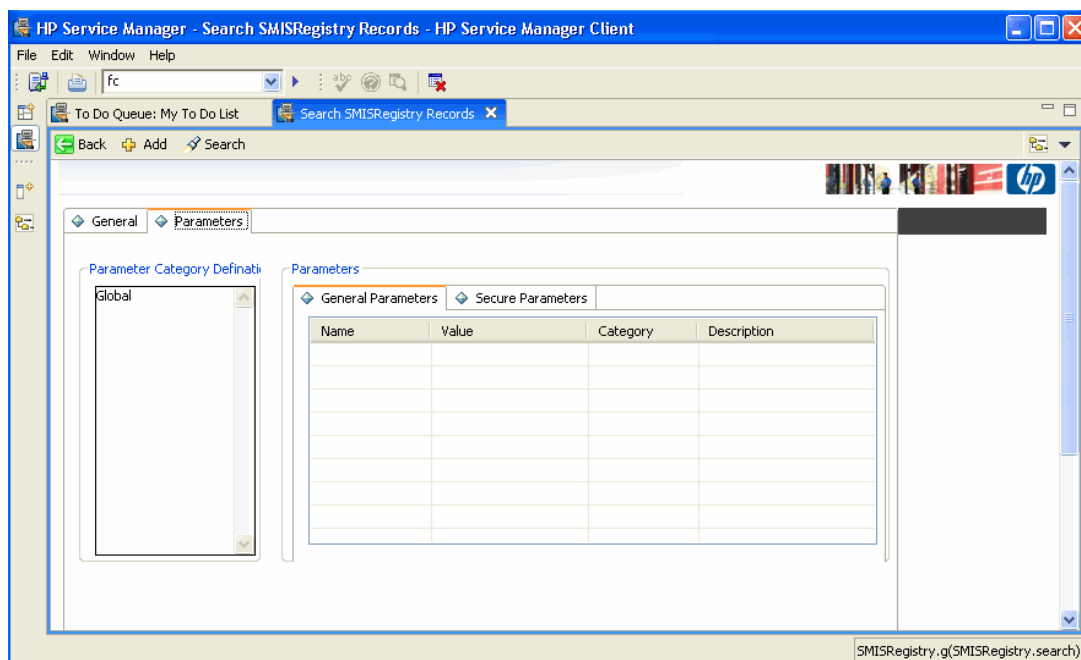 HP Service Manager - Search SMISRegistry Records - HP Service Manager Client
File Edit Window Help
fc
abc
To Do Queue: My To Do List
Search SMISRegistry Records
Back Add Search
hp
General Parameters
Parameter Category Definati
Parameters
Global
General Parameters Secure Parameters
Name Value Category Description
SMISRegistry.g(SMISRegistry.search)